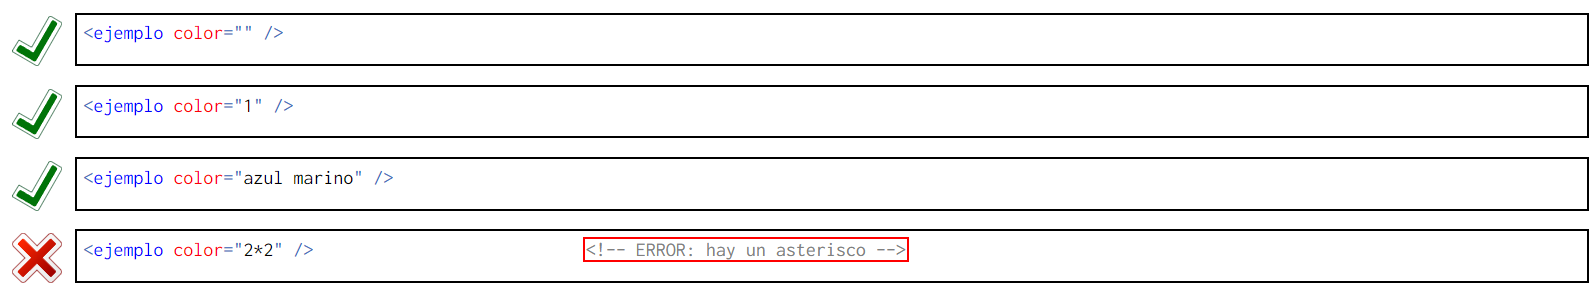 <ejemplo color="" />
<ejemplo color="1" />
<ejemplo color="azul marino" />
<ejemplo color="2*2" /> <!-- ERROR: hay un asterisco -->